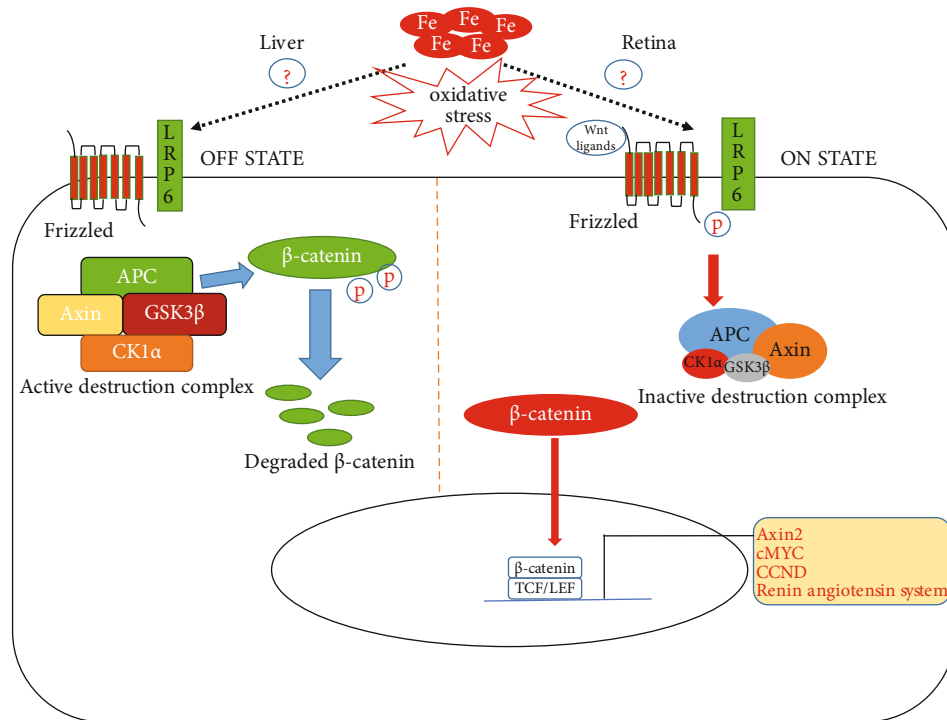 Fe
Fe
Fe
Fe
Fe
Liver
?
Retina
?
oxidative
stress
Wnt
ligands
L
R
P
6
OFF STATE
L
R
P
6
ON STATE
Frizzled
Frizzled
p
β-catenin
p
p
APC
Axin
GSK3β
CK1α
Active destruction complex
APC
Axin
CK1α
GSK3β
Inactive destruction complex
β-catenin
Degraded β-catenin
Axin2
cMYC
CCND
Renin angiotensin system
β-catenin
TCF/LEF